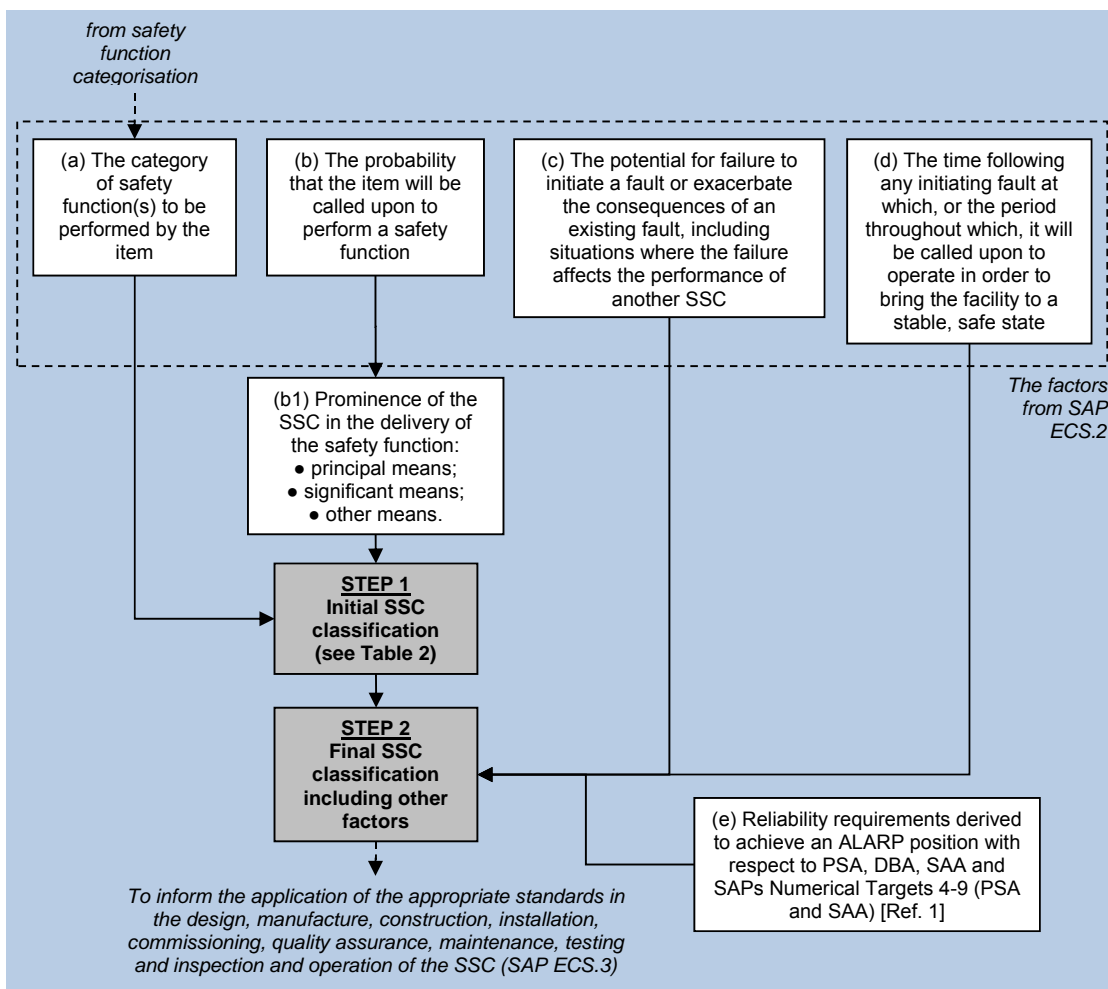 from safety
function
categorisation
(a) The category
of safety
function(s) to be
performed by the
item
(b) The probability
that the item will be
called upon to
perform a safety
function
(c) The potential for failure to
initiate a fault or exacerbate
the consequences of an
existing fault, including
situations where the failure
affects the performance of
another SSC
(d) The time following
any initiating fault at
which, or the period
throughout which, it will
be called upon to
operate in order to
bring the facility to a
stable, safe state
The factors
from SAP
ECS.2
(b1) Prominence of the
SSC in the delivery of
the safety function:
● principal means;
● significant means;
● other means.
STEP 1
Initial SSC
classification
(see Table 2)
STEP 2
Final SSC
classification
including other
factors
(e) Reliability requirements derived
to achieve an ALARP position with
respect to PSA, DBA, SAA and
SAPs Numerical Targets 4-9 (PSA
and SAA) [Ref. 1]
To inform the application of the appropriate standards in
the design, manufacture, construction, installation,
commissioning, quality assurance, maintenance, testing
and inspection and operation of the SSC (SAP ECS.3)